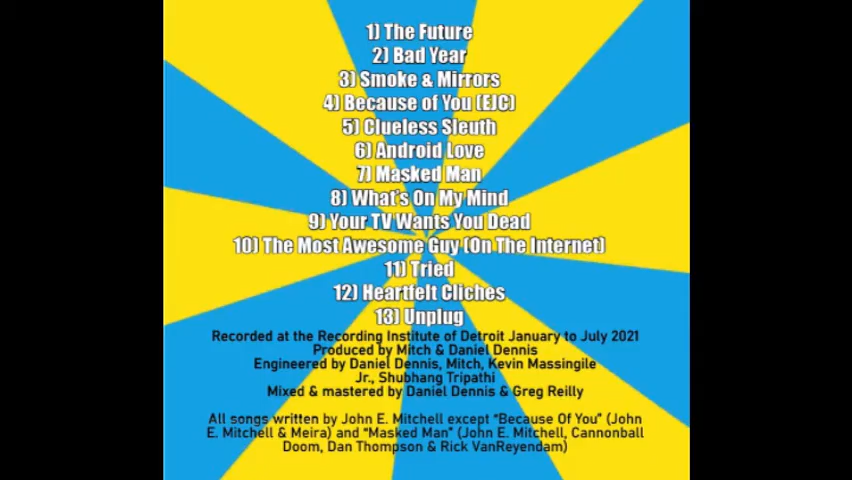 1) The Future
2) Bad Year
3) Smoke & Mirrors
4) Because of You (EJC)
5) Clueless Sleuth
6) Android Love
7) Masked Man
8) What's On My Mind
9) Your TV Wants You Dead
10) The Most Awesome Guy (On The Internet)
11) Tried
12) Heartfelt Cliches
13) Unplug
Recorded at the Recording Institute of Detroit January to July 2021
Produced by Mitch & Daniel Dennis
Engineered by Daniel Dennis, Mitch, Kevin Massingile
Jr., Shubhang Tripathi
Mixed & mastered by Daniel Dennis & Greg Reilly
All songs written by John E. Mitchell except "Because Of You" (John
E. Mitchell & Meira) and "Masked Man" (John E. Mitchell, Cannonball
Doom, Dan Thompson & Rick VanReyendam)